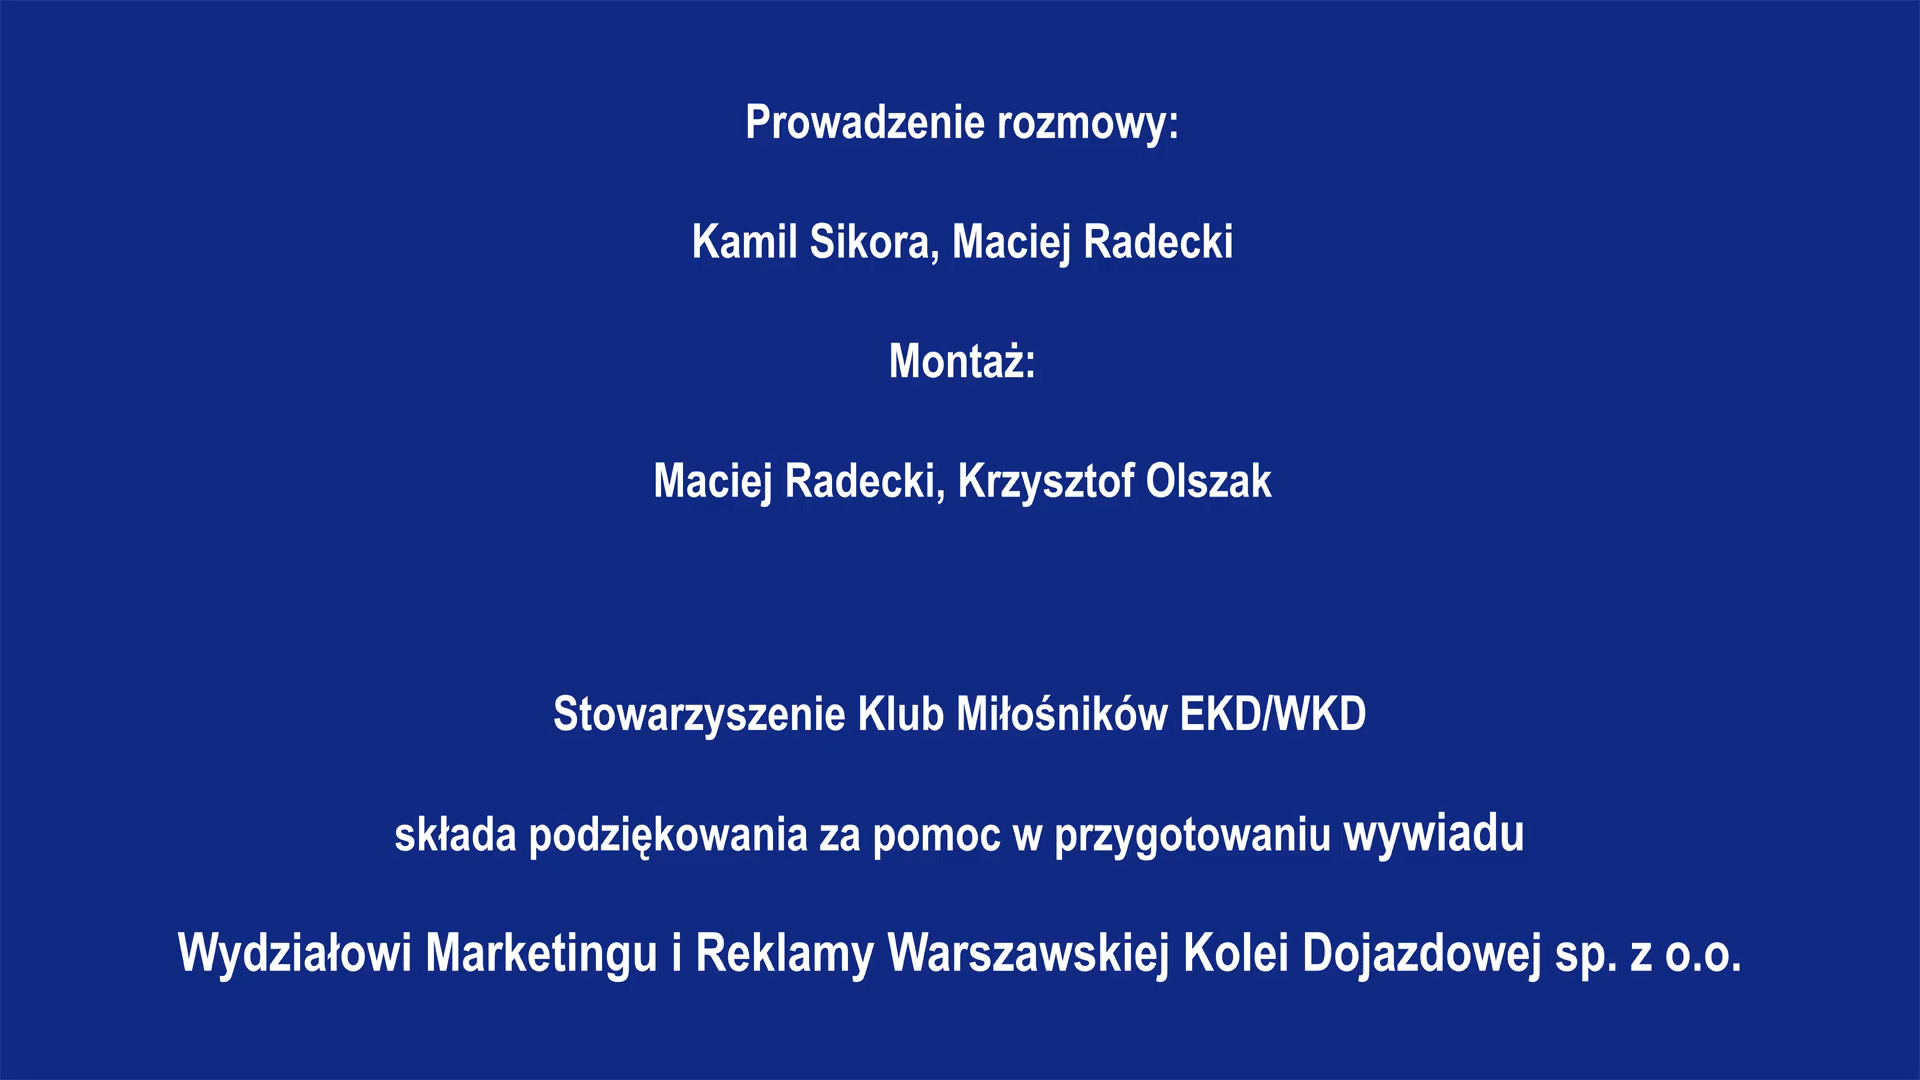 Prowadzenie rozmowy:
Kamil Sikora, Maciej Radecki
Montaż:
Maciej Radecki, Krzysztof Olszak
Stowarzyszenie Klub Miłośników EKD/WKD
składa podziękowania za pomoc w przygotowaniu wywiadu
Wydziałowi Marketingu i Reklamy Warszawskiej Kolei Dojazdowej sp. z o.o.